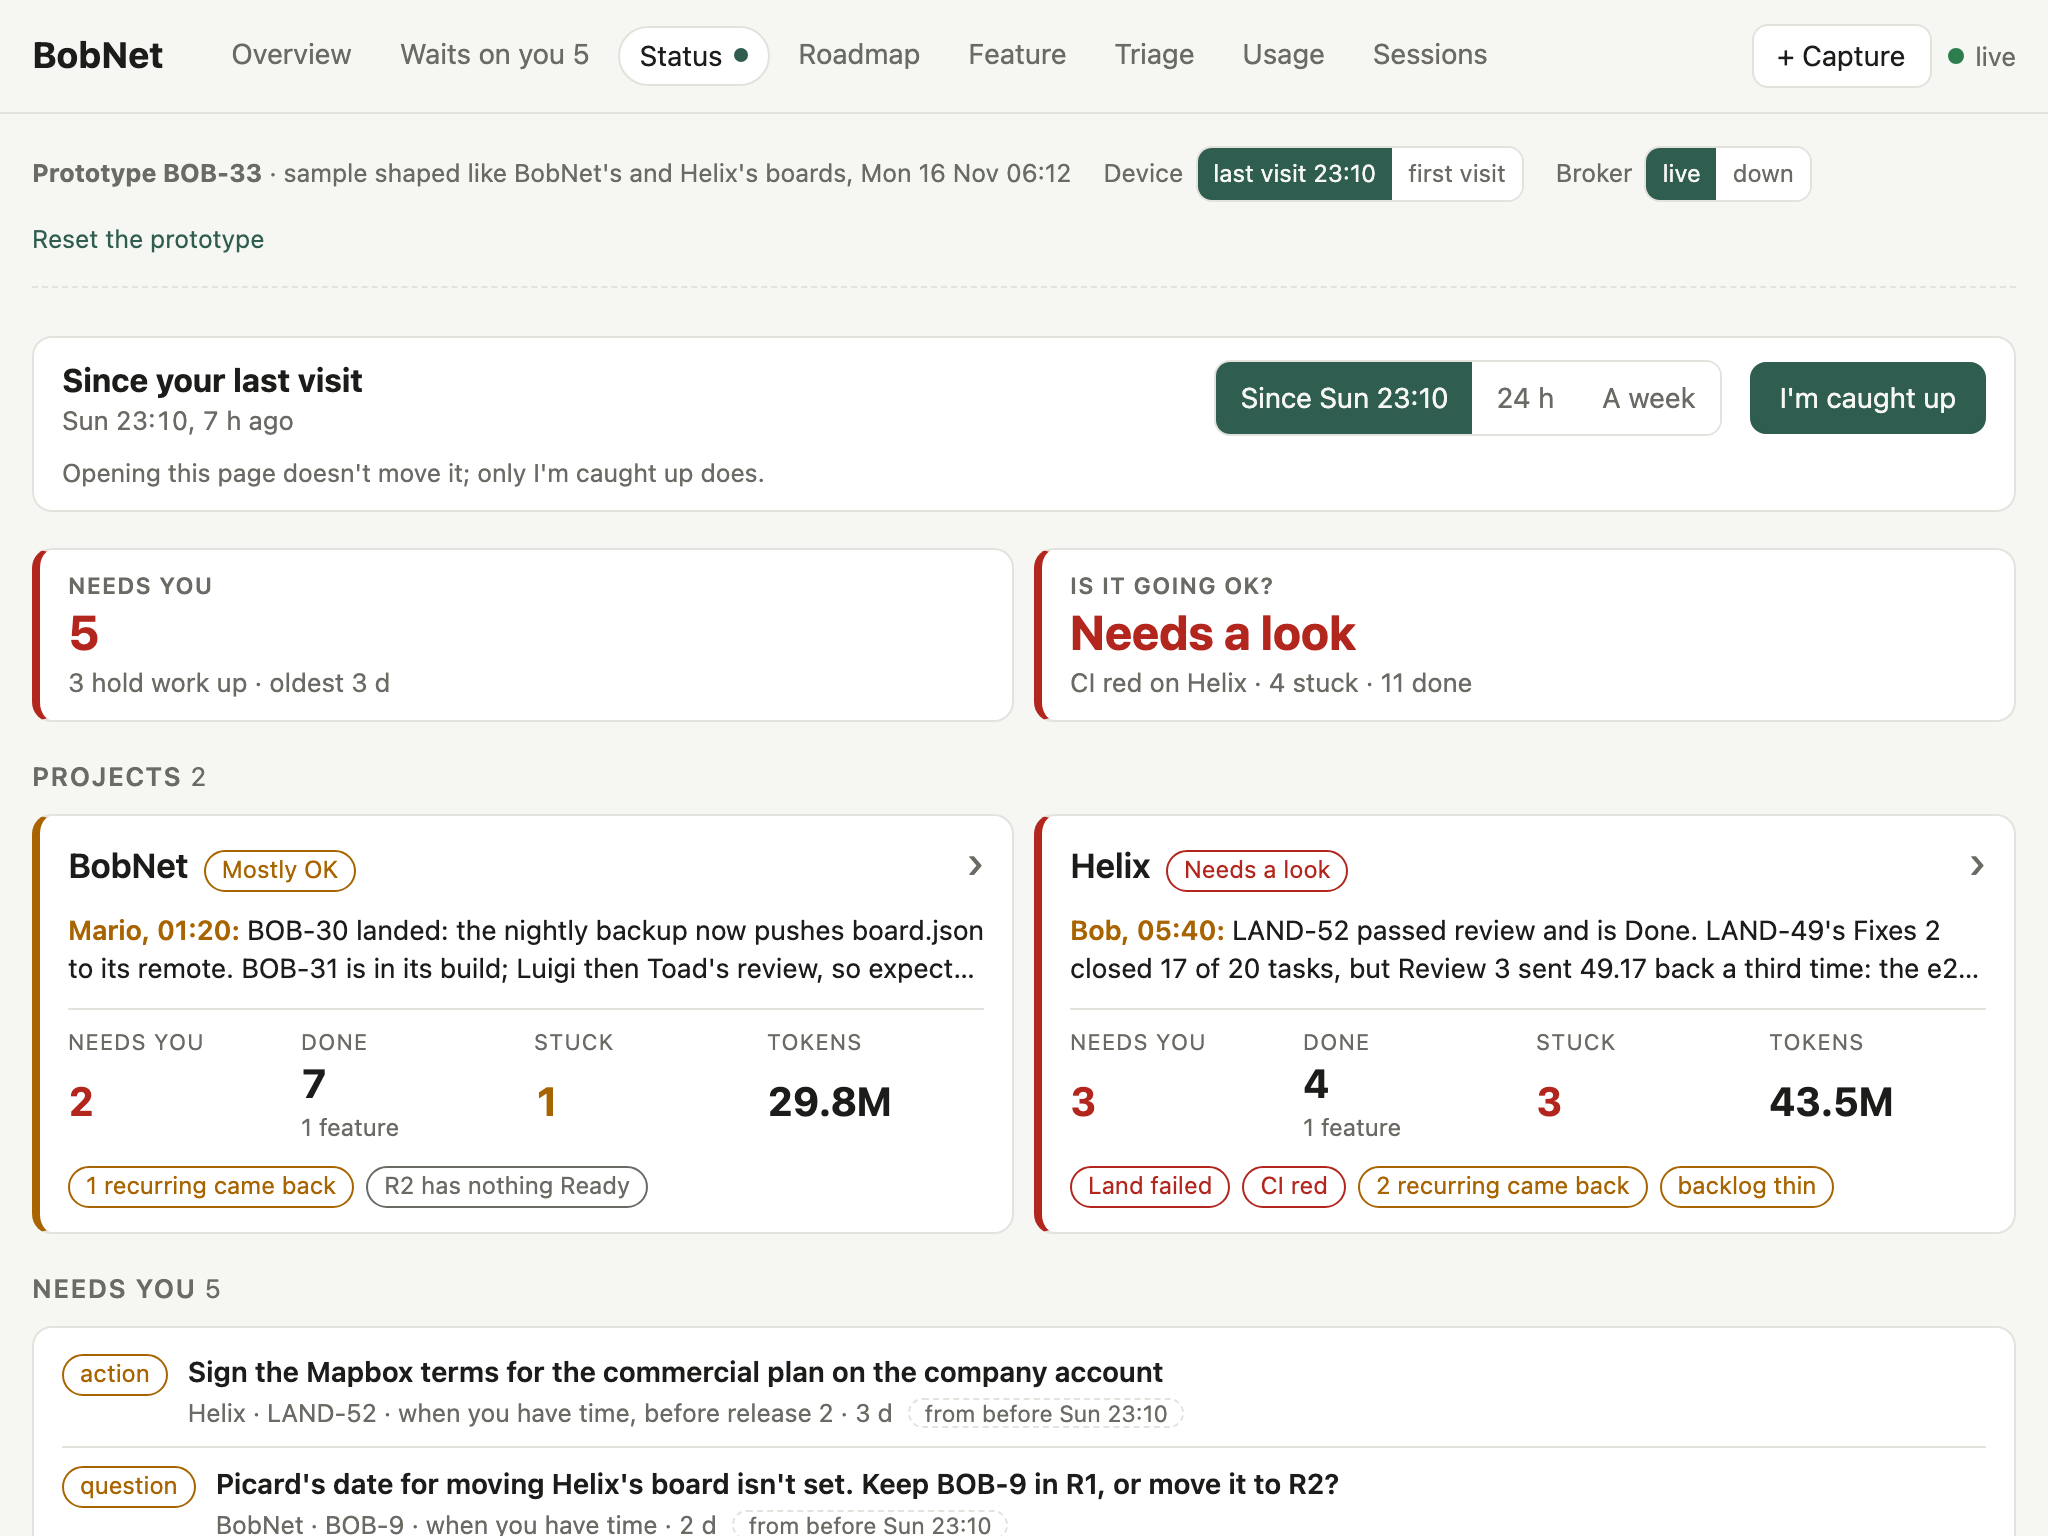 BobNet Overview Waits on you 5 Status Roadmap Feature Triage Usage Sessions + Capture live
Prototype BOB-33 · sample shaped like BobNet's and Helix's boards, Mon 16 Nov 06:12 Device last visit 23:10 first visit Broker live down
Reset the prototype
Since your last visit
Sun 23:10, 7 h ago
Since Sun 23:10 24 h A week I'm caught up
Opening this page doesn't move it; only I'm caught up does.
NEEDS YOU
5
3 hold work up · oldest 3 d
IS IT GOING OK?
Needs a look
CI red on Helix · 4 stuck · 11 done
PROJECTS 2
BobNet Mostly OK ›
Mario, 01:20: BOB-30 landed: the nightly backup now pushes board.json
to its remote. BOB-31 is in its build; Luigi then Toad's review, so expect...
NEEDS YOU DONE STUCK TOKENS
2 7 1 29.8M
1 feature
1 recurring came back R2 has nothing Ready
Helix Needs a look ›
Bob, 05:40: LAND-52 passed review and is Done. LAND-49's Fixes 2
closed 17 of 20 tasks, but Review 3 sent 49.17 back a third time: the e2...
NEEDS YOU DONE STUCK TOKENS
3 4 3 43.5M
1 feature
Land failed CI red 2 recurring came back backlog thin
NEEDS YOU 5
action Sign the Mapbox terms for the commercial plan on the company account
Helix · LAND-52 · when you have time, before release 2 · 3 d from before Sun 23:10
question Picard's date for moving Helix's board isn't set. Keep BOB-9 in R1, or move it to R2?
BobNet · BOB-9 · when you have time · 2 d from before Sun 23:10